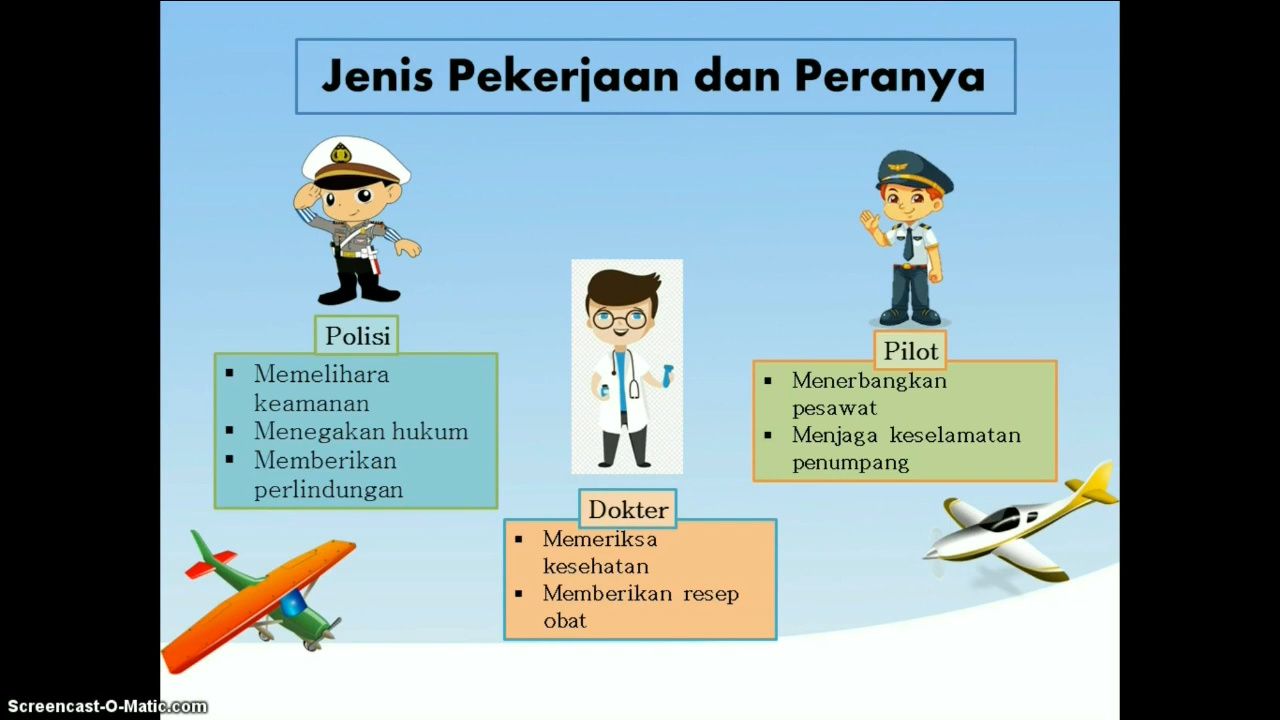 Jenis Pekerjaan dan Peranya
Polisi
▪ Memelihara
keamanan
▪ Menegakan hukum
▪ Memberikan
perlindungan
Dokter
▪ Memeriksa
kesehatan
▪ Memberikan resep
obat
Pilot
▪ Menerbangkan
pesawat
▪ Menjaga keselamatan
penumpang
Screencast-O-Matic.com